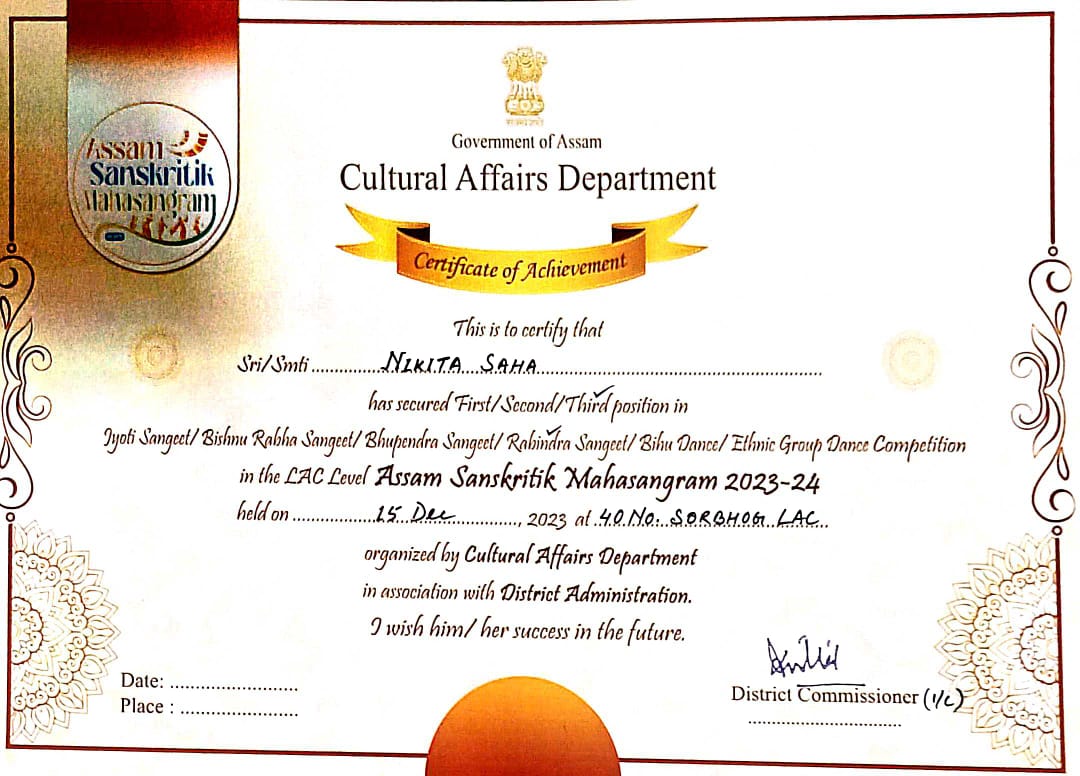 Assam
Sanskritik
Mahasangram
Government of Assam
Cultural Affairs Department
Certificate of Achievement
This is to certify that
Sri/Smti ............... NIKITA SAHA ...............
has secured First/Second/Third✓ position in
Jyoti Sangeet/ Bishnu Rabha Sangeet/ Bhupendra Sangeet/ Rabindra✓ Sangeet/ Bihu Dance/ Ethnic Group Dance Competition
in the LAC Level Assam Sanskritik Mahasangram 2023-24
held on ............... 15 Dec ..............., 2023 at 40 No. SORBHOG LAC
organized by Cultural Affairs Department
in association with District Administration.
I wish him/ her success in the future.
Date: ........................
Place : ........................
District Commissioner (i/c)